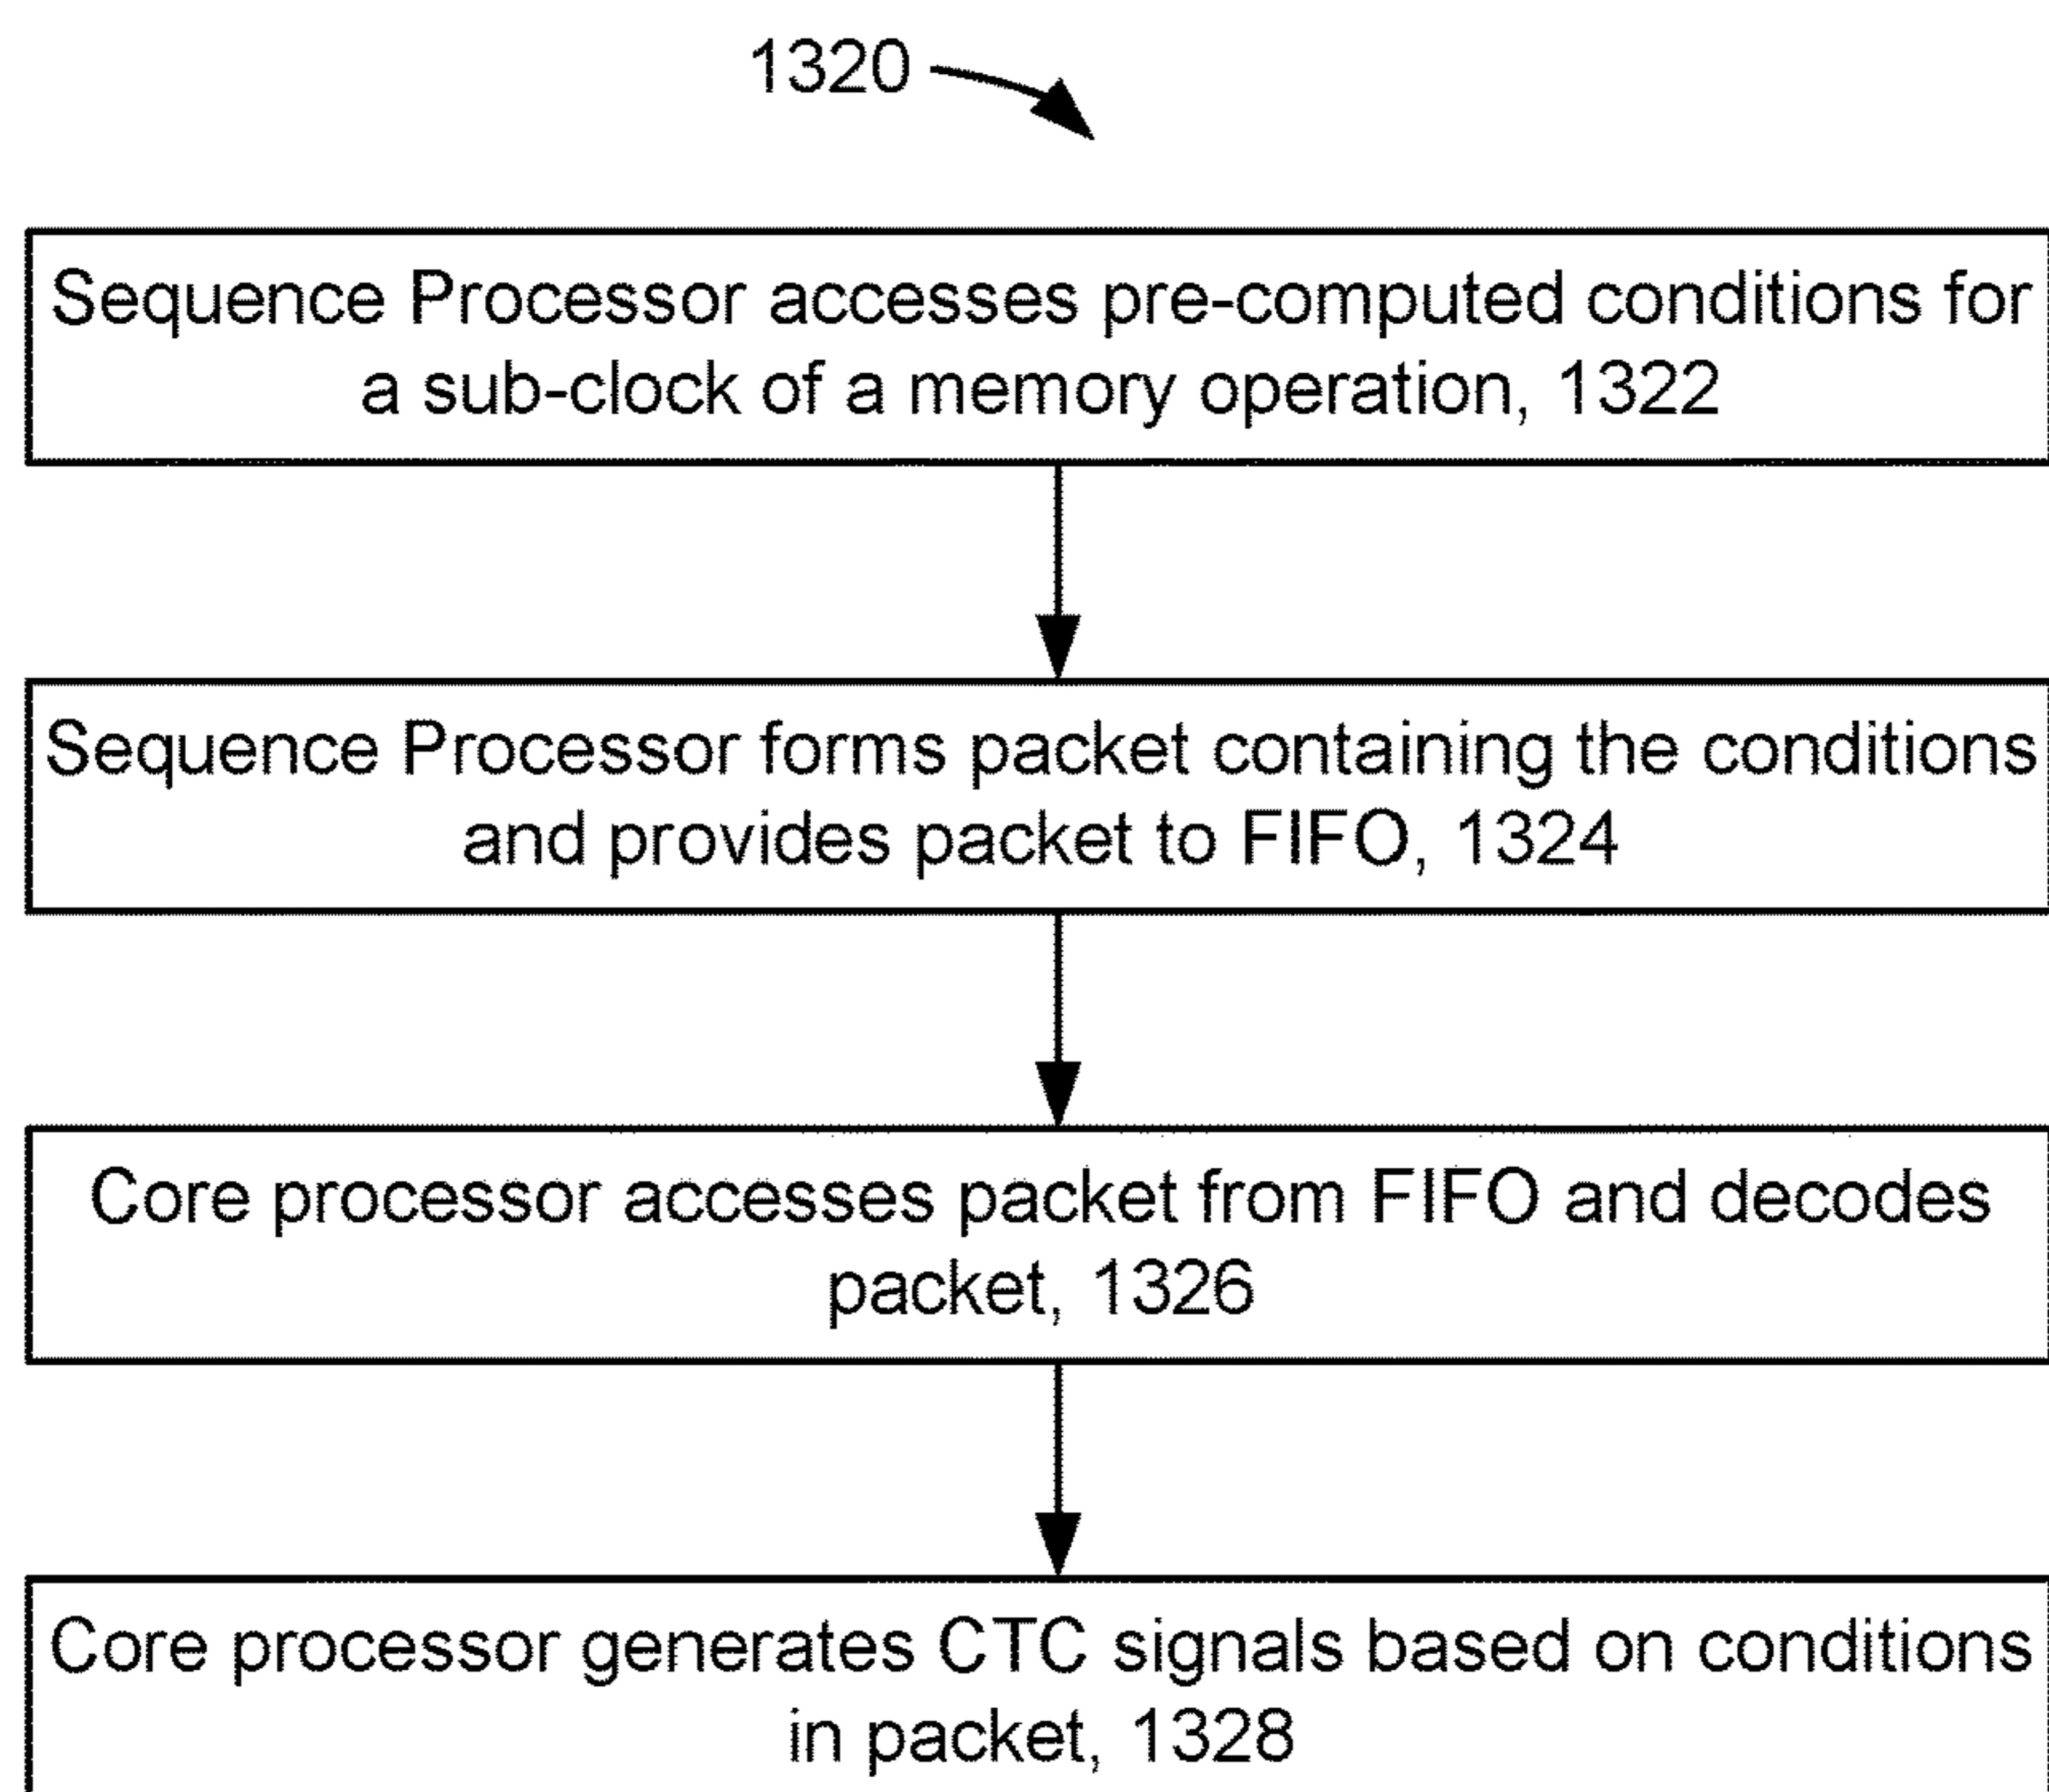 1320
Sequence Processor accesses pre-computed conditions for
a sub-clock of a memory operation, 1322
Sequence Processor forms packet containing the conditions
and provides packet to FIFO, 1324
Core processor accesses packet from FIFO and decodes
packet, 1326
Core processor generates CTC signals based on conditions
in packet, 1328